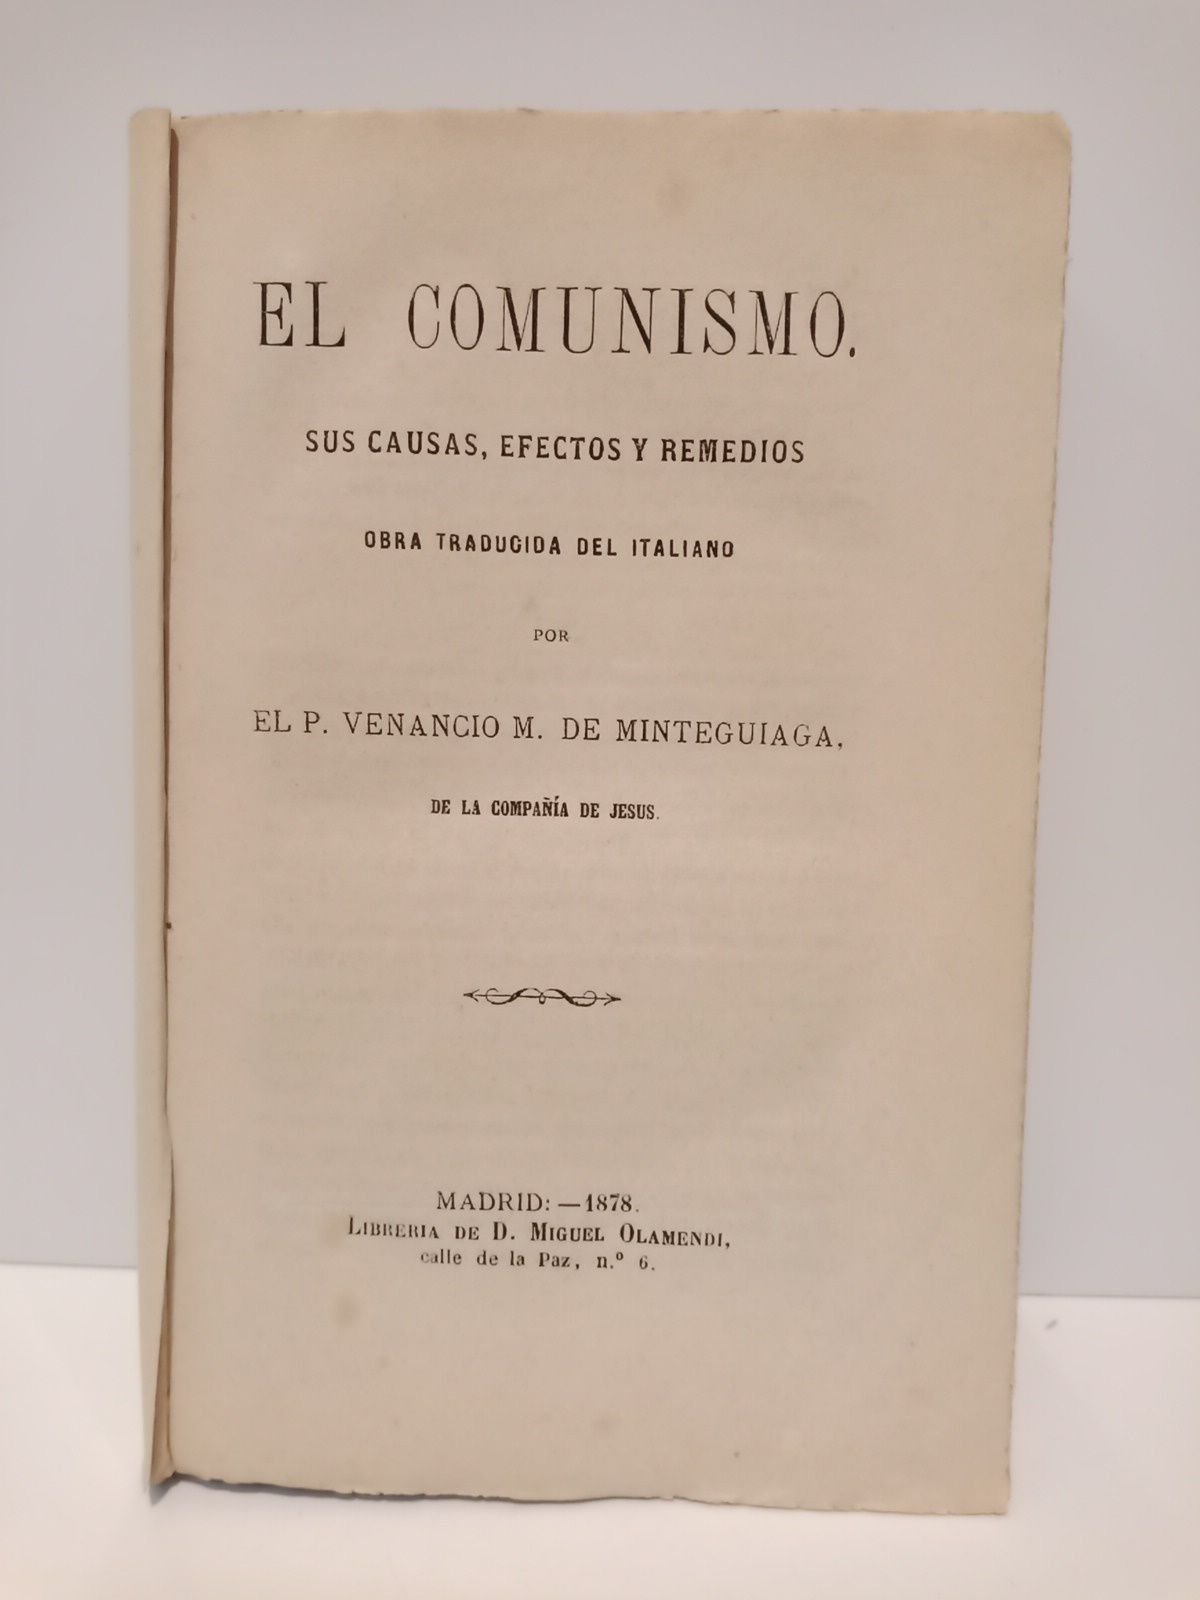 EL COMUNISMO.
SUS CAUSAS, EFECTOS Y REMEDIOS
OBRA TRADUCIDA DEL ITALIANO
POR
EL P. VENANCIO M. DE MINTEGUIAGA,
DE LA COMPAÑÍA DE JESUS.
MADRID:—1878.
LIBRERIA DE D. MIGUEL OLAMENDI,
calle de la Paz, n.º 6.